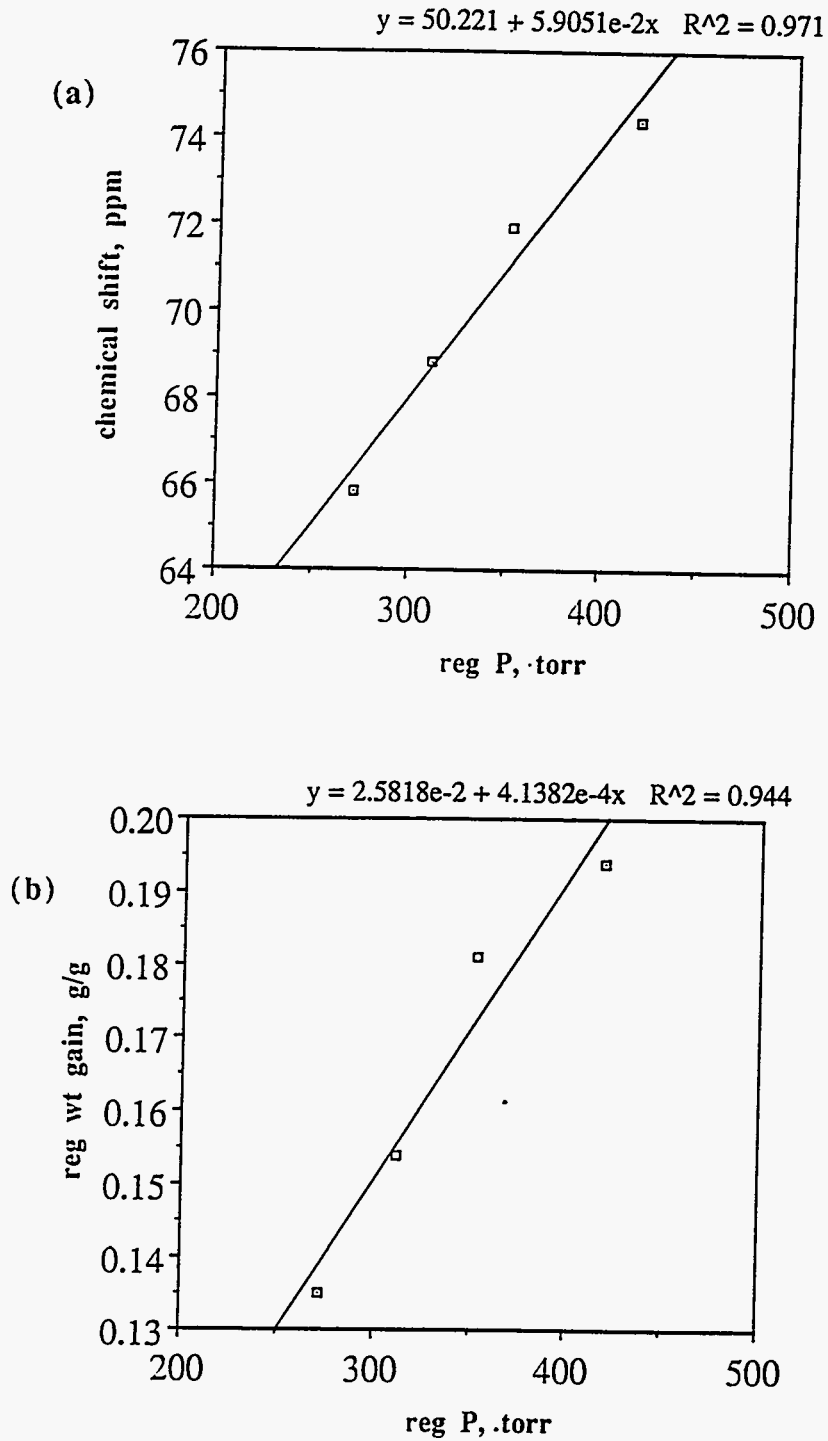 y = 50.221 + 5.9051e-2x R^2 = 0.971
(a)
76
74
72
70
68
66
64
chemical shift, ppm
200 300 400 500
reg P, torr
y = 2.5818e-2 + 4.1382e-4x R^2 = 0.944
(b)
0.20
0.19
0.18
0.17
0.16
0.15
0.14
0.13
reg wt gain, g/g
200 300 400 500
reg P, .torr